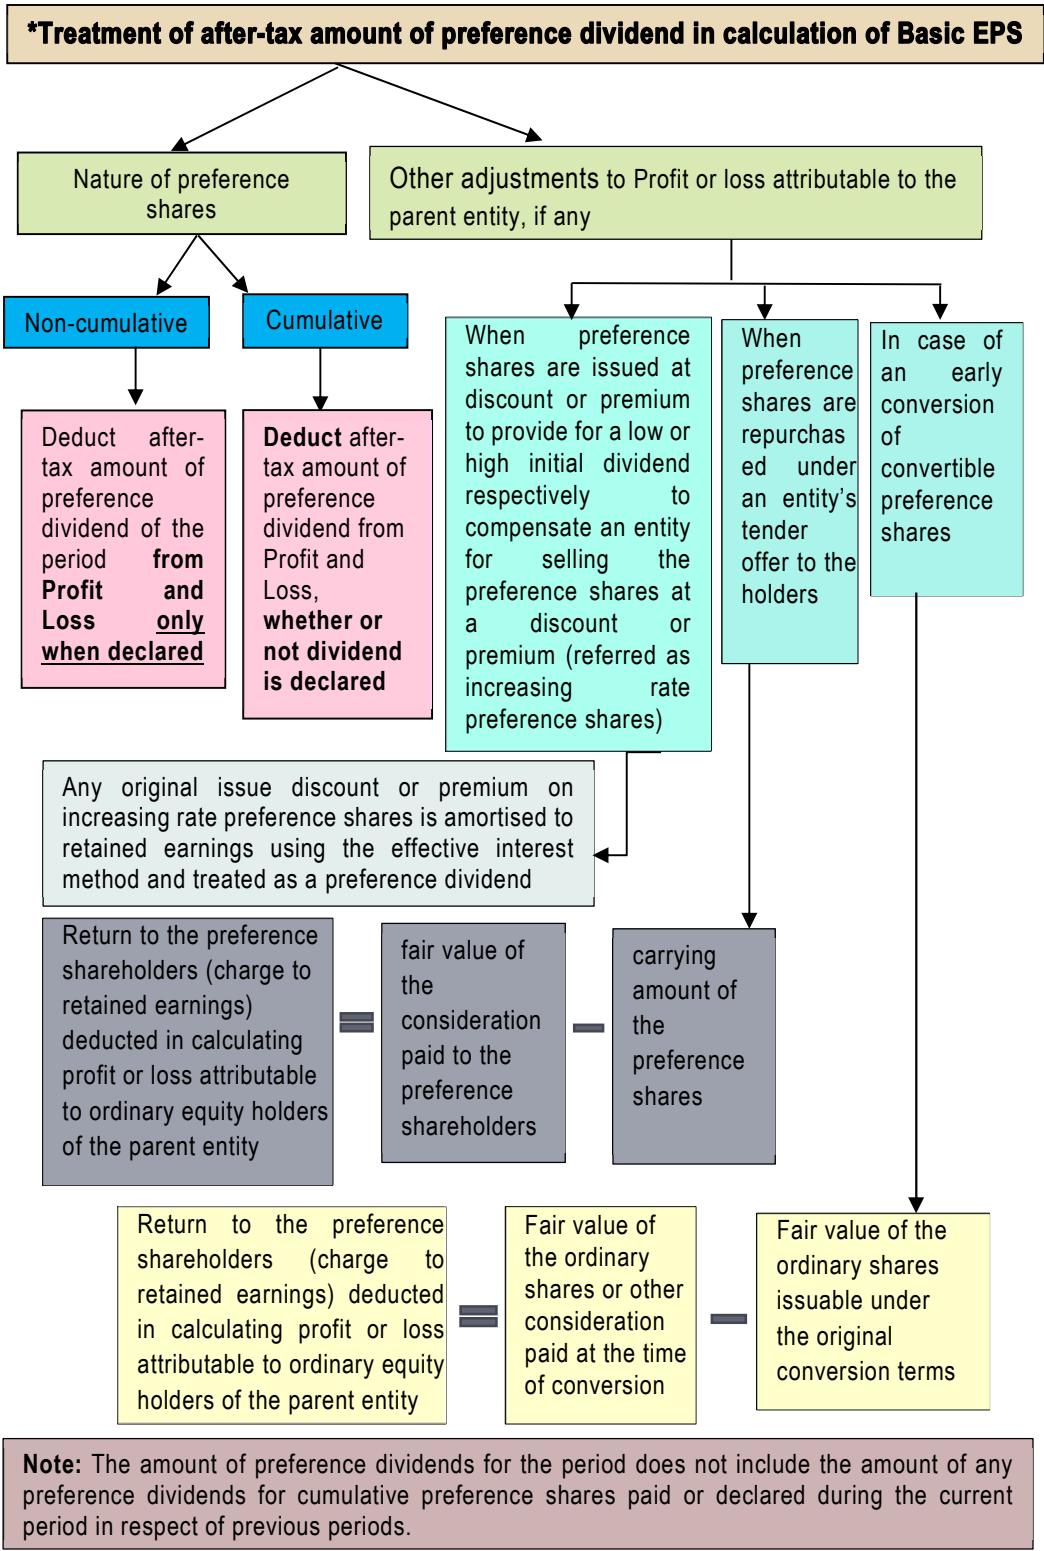 *Treatment of after-tax amount of preference dividend in calculation of Basic EPS
Nature of preference
shares
Other adjustments to Profit or loss attributable to the
parent entity, if any
Non-cumulative
Cumulative
Deduct after-
tax amount of
preference
dividend of the
period from
Profit and
Loss only
when declared
Deduct after-
tax amount of
preference
dividend from
Profit and
Loss,
whether or
not dividend
is declared
When preference
shares are issued at
discount or premium
to provide for a low or
high initial dividend
respectively to
compensate an entity
for selling the
preference shares at
a discount or
premium (referred as
increasing rate
preference shares)
When
preference
shares are
repurchas
ed under
an entity’s
tender
offer to the
holders
In case of
an early
conversion
of
convertible
preference
shares
Any original issue discount or premium on
increasing rate preference shares is amortised to
retained earnings using the effective interest
method and treated as a preference dividend
Return to the preference
shareholders (charge to
retained earnings)
deducted in calculating
profit or loss attributable
to ordinary equity holders
of the parent entity
=
fair value of
the
consideration
paid to the
preference
shareholders
-
carrying
amount of
the
preference
shares
Return to the preference
shareholders (charge to
retained earnings) deducted
in calculating profit or loss
attributable to ordinary equity
holders of the parent entity
=
Fair value of
the ordinary
shares or other
consideration
paid at the time
of conversion
-
Fair value of the
ordinary shares
issuable under
the original
conversion terms
Note: The amount of preference dividends for the period does not include the amount of any
preference dividends for cumulative preference shares paid or declared during the current
period in respect of previous periods.